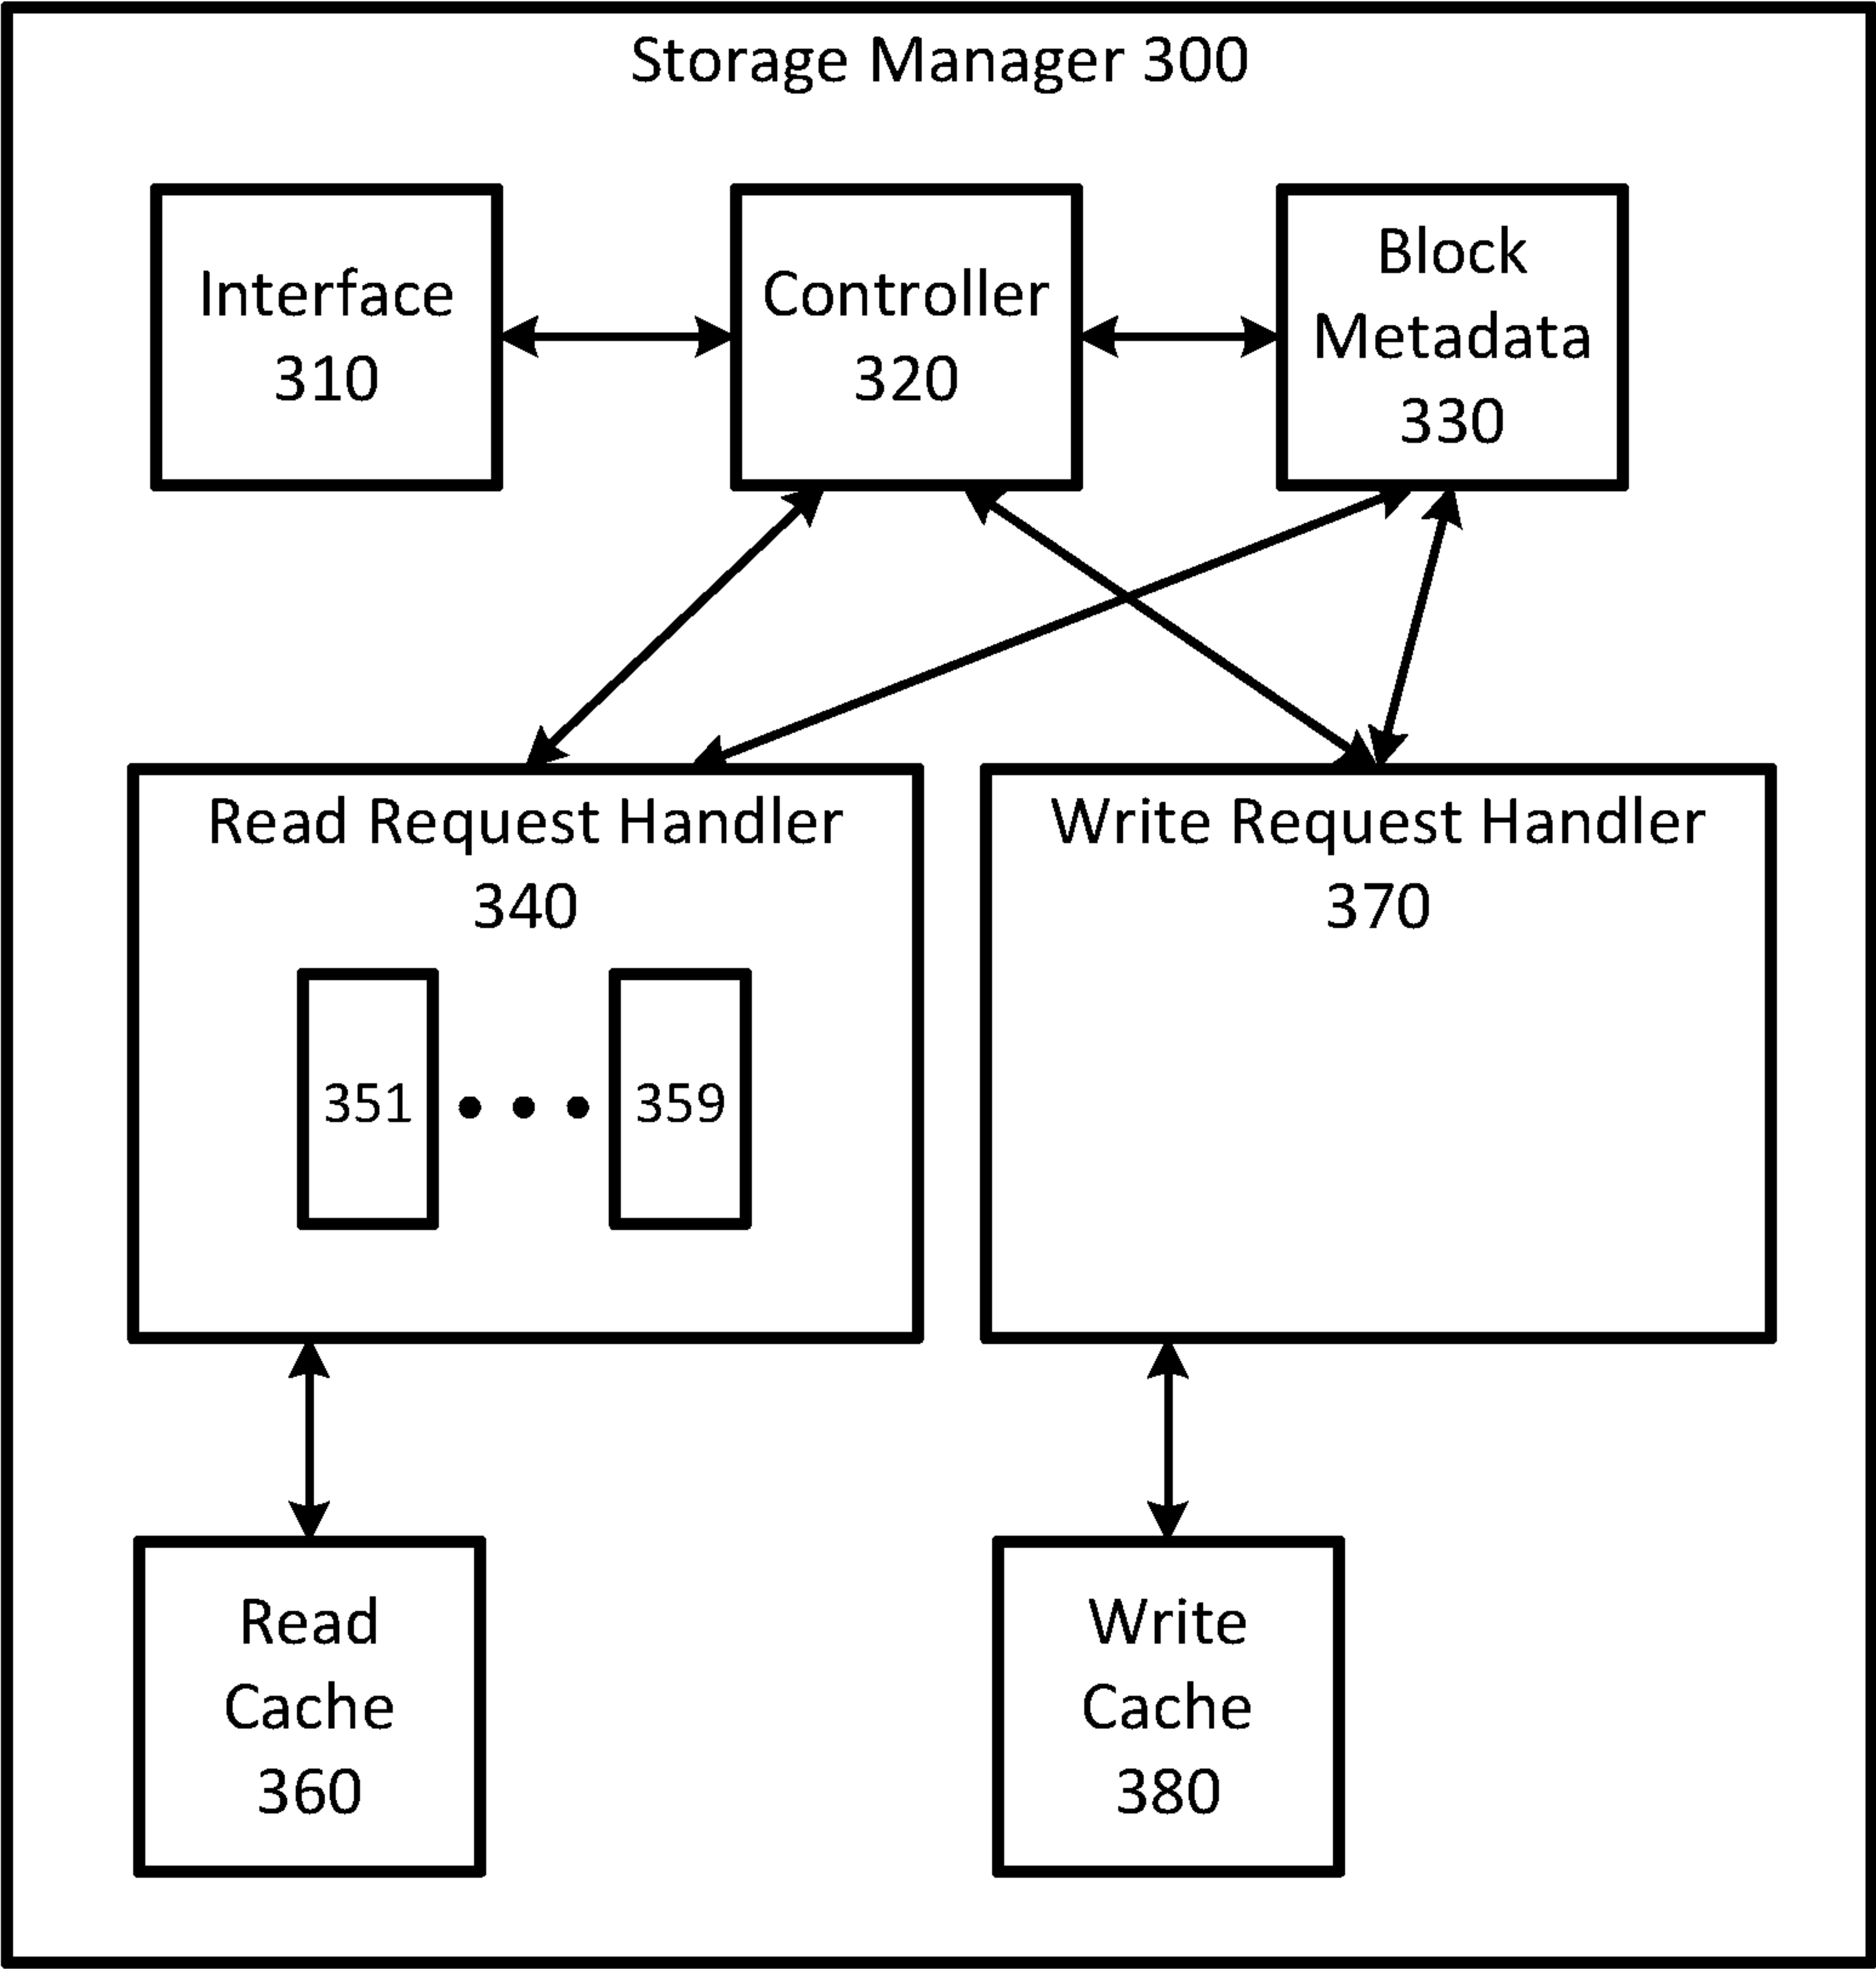 Storage Manager 300
Interface
310
Controller
320
Block
Metadata
330
Read Request Handler
340
351
359
Write Request Handler
370
Read
Cache
360
Write
Cache
380